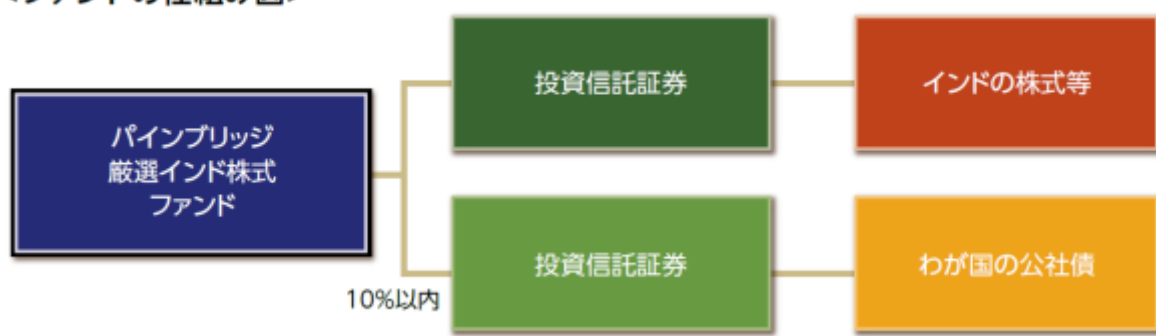 投資信託証券
インドの株式等
パインブリッジ
厳選インド株式
ファンド
投資信託証券
わが国の公社債
10%以内